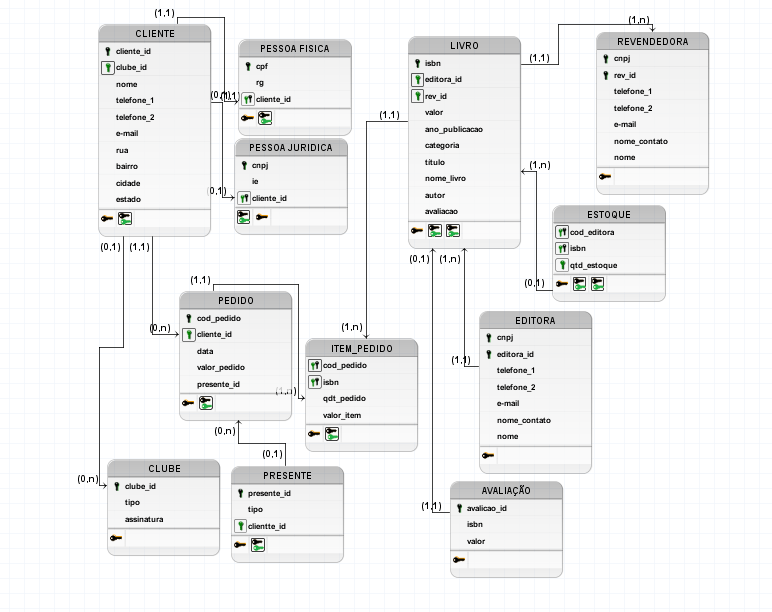 (1,1)
CLIENTE
cliente_id
clube_id
nome
telefone_1
telefone_2
e-mail
rua
bairro
cidade
estado
(0,1)
(1,1)
PESSOA FISICA
cpf
rg
cliente_id
PESSOA JURIDICA
cnpj
ie
cliente_id
(0,1)
(1,1)
LIVRO
isbn
editora_id
rev_id
valor
ano_publicacao
categoria
titulo
nome_livro
autor
avaliacao
(1,1)
(1,n)
REVENDEDORA
cnpj
rev_id
telefone_1
telefone_2
e-mail
nome_contato
nome
(1,n)
ESTOQUE
cod_editora
isbn
qtd_estoque
(0,1)
(0,1)
(1,n)
(1,1)
PEDIDO
cod_pedido
cliente_id
data
valor_pedido
presente_id
(0,n)
(1,n)
ITEM_PEDIDO
cod_pedido
isbn
qdt_pedido
valor_item
(1,n)
EDITORA
cnpj
editora_id
telefone_1
telefone_2
e-mail
nome_contato
nome
(1,1)
(0,n)
(0,1)
(0,n)
CLUBE
clube_id
tipo
assinatura
PRESENTE
presente_id
tipo
clientte_id
(1,1)
AVALIAÇÃO
avalicao_id
isbn
valor